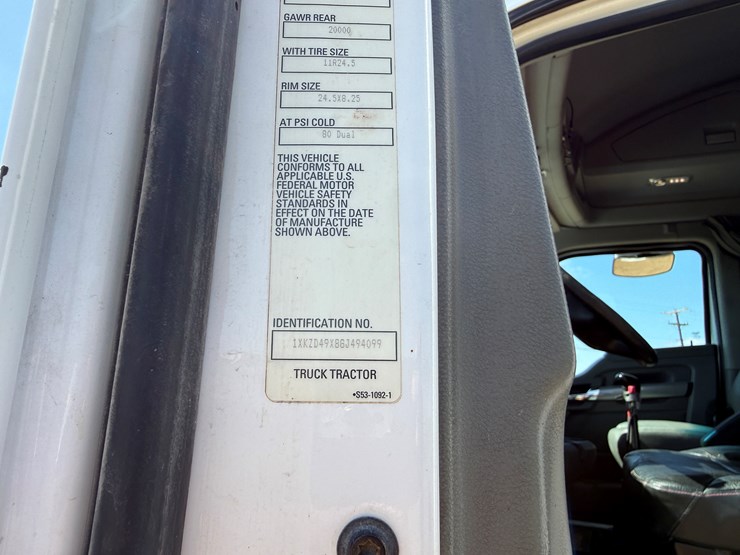 GAWR REAR
20000
WITH TIRE SIZE
11R24.5
RIM SIZE
24.5X8.25
AT PSI COLD
80 Dual
THIS VEHICLE
CONFORMS TO ALL
APPLICABLE U.S.
FEDERAL MOTOR
VEHICLE SAFETY
STANDARDS IN
EFFECT ON THE DATE
OF MANUFACTURE
SHOWN ABOVE.
IDENTIFICATION NO.
1XKZD49X8GJ494099
TRUCK TRACTOR
•S53-1092-1